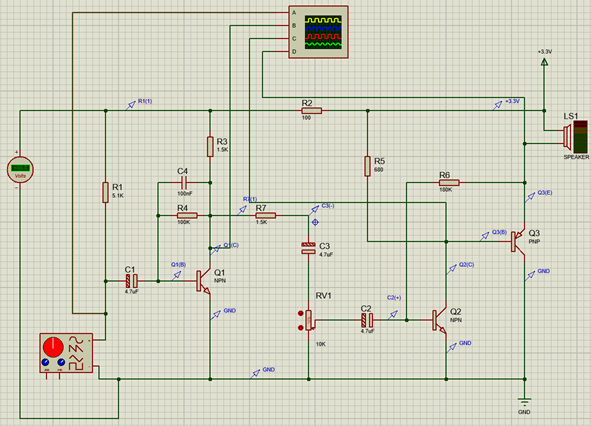 A
B
C
D
+3.3V
R1(1)
R2
100
+3.3V
LS1
SPEAKER
R3
1.5K
Volts
C4
100nF
R5
680
R6
180K
R1
5.1K
R4
100K
R7
1.5K
C3(-)
Q3(E)
Q1(C)
C3
4.7uF
Q3(B)
Q3
PNP
C1
4.7uF
Q1(B)
Q1
NPN
Q2(C)
GND
RV1
10K
C2
4.7uF
C2(+)
Q2
NPN
GND
GND
GND
GND